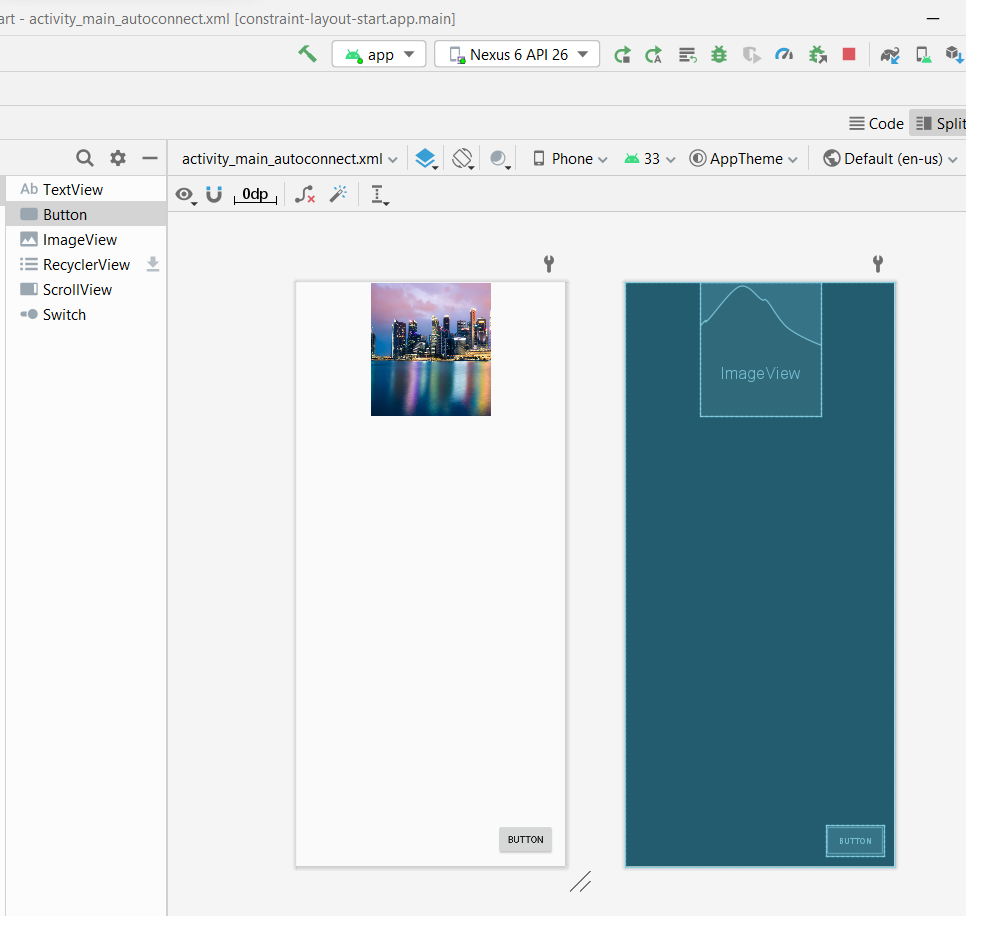 art - activity_main_autoconnect.xml [constraint-layout-start.app.main]
app
Nexus 6 API 26
Code
Split
activity_main_autoconnect.xml
Phone
33
AppTheme
Default (en-us)
Ab TextView
Button
ImageView
RecyclerView
ScrollView
Switch
0dp
ImageView
BUTTON
BUTTON